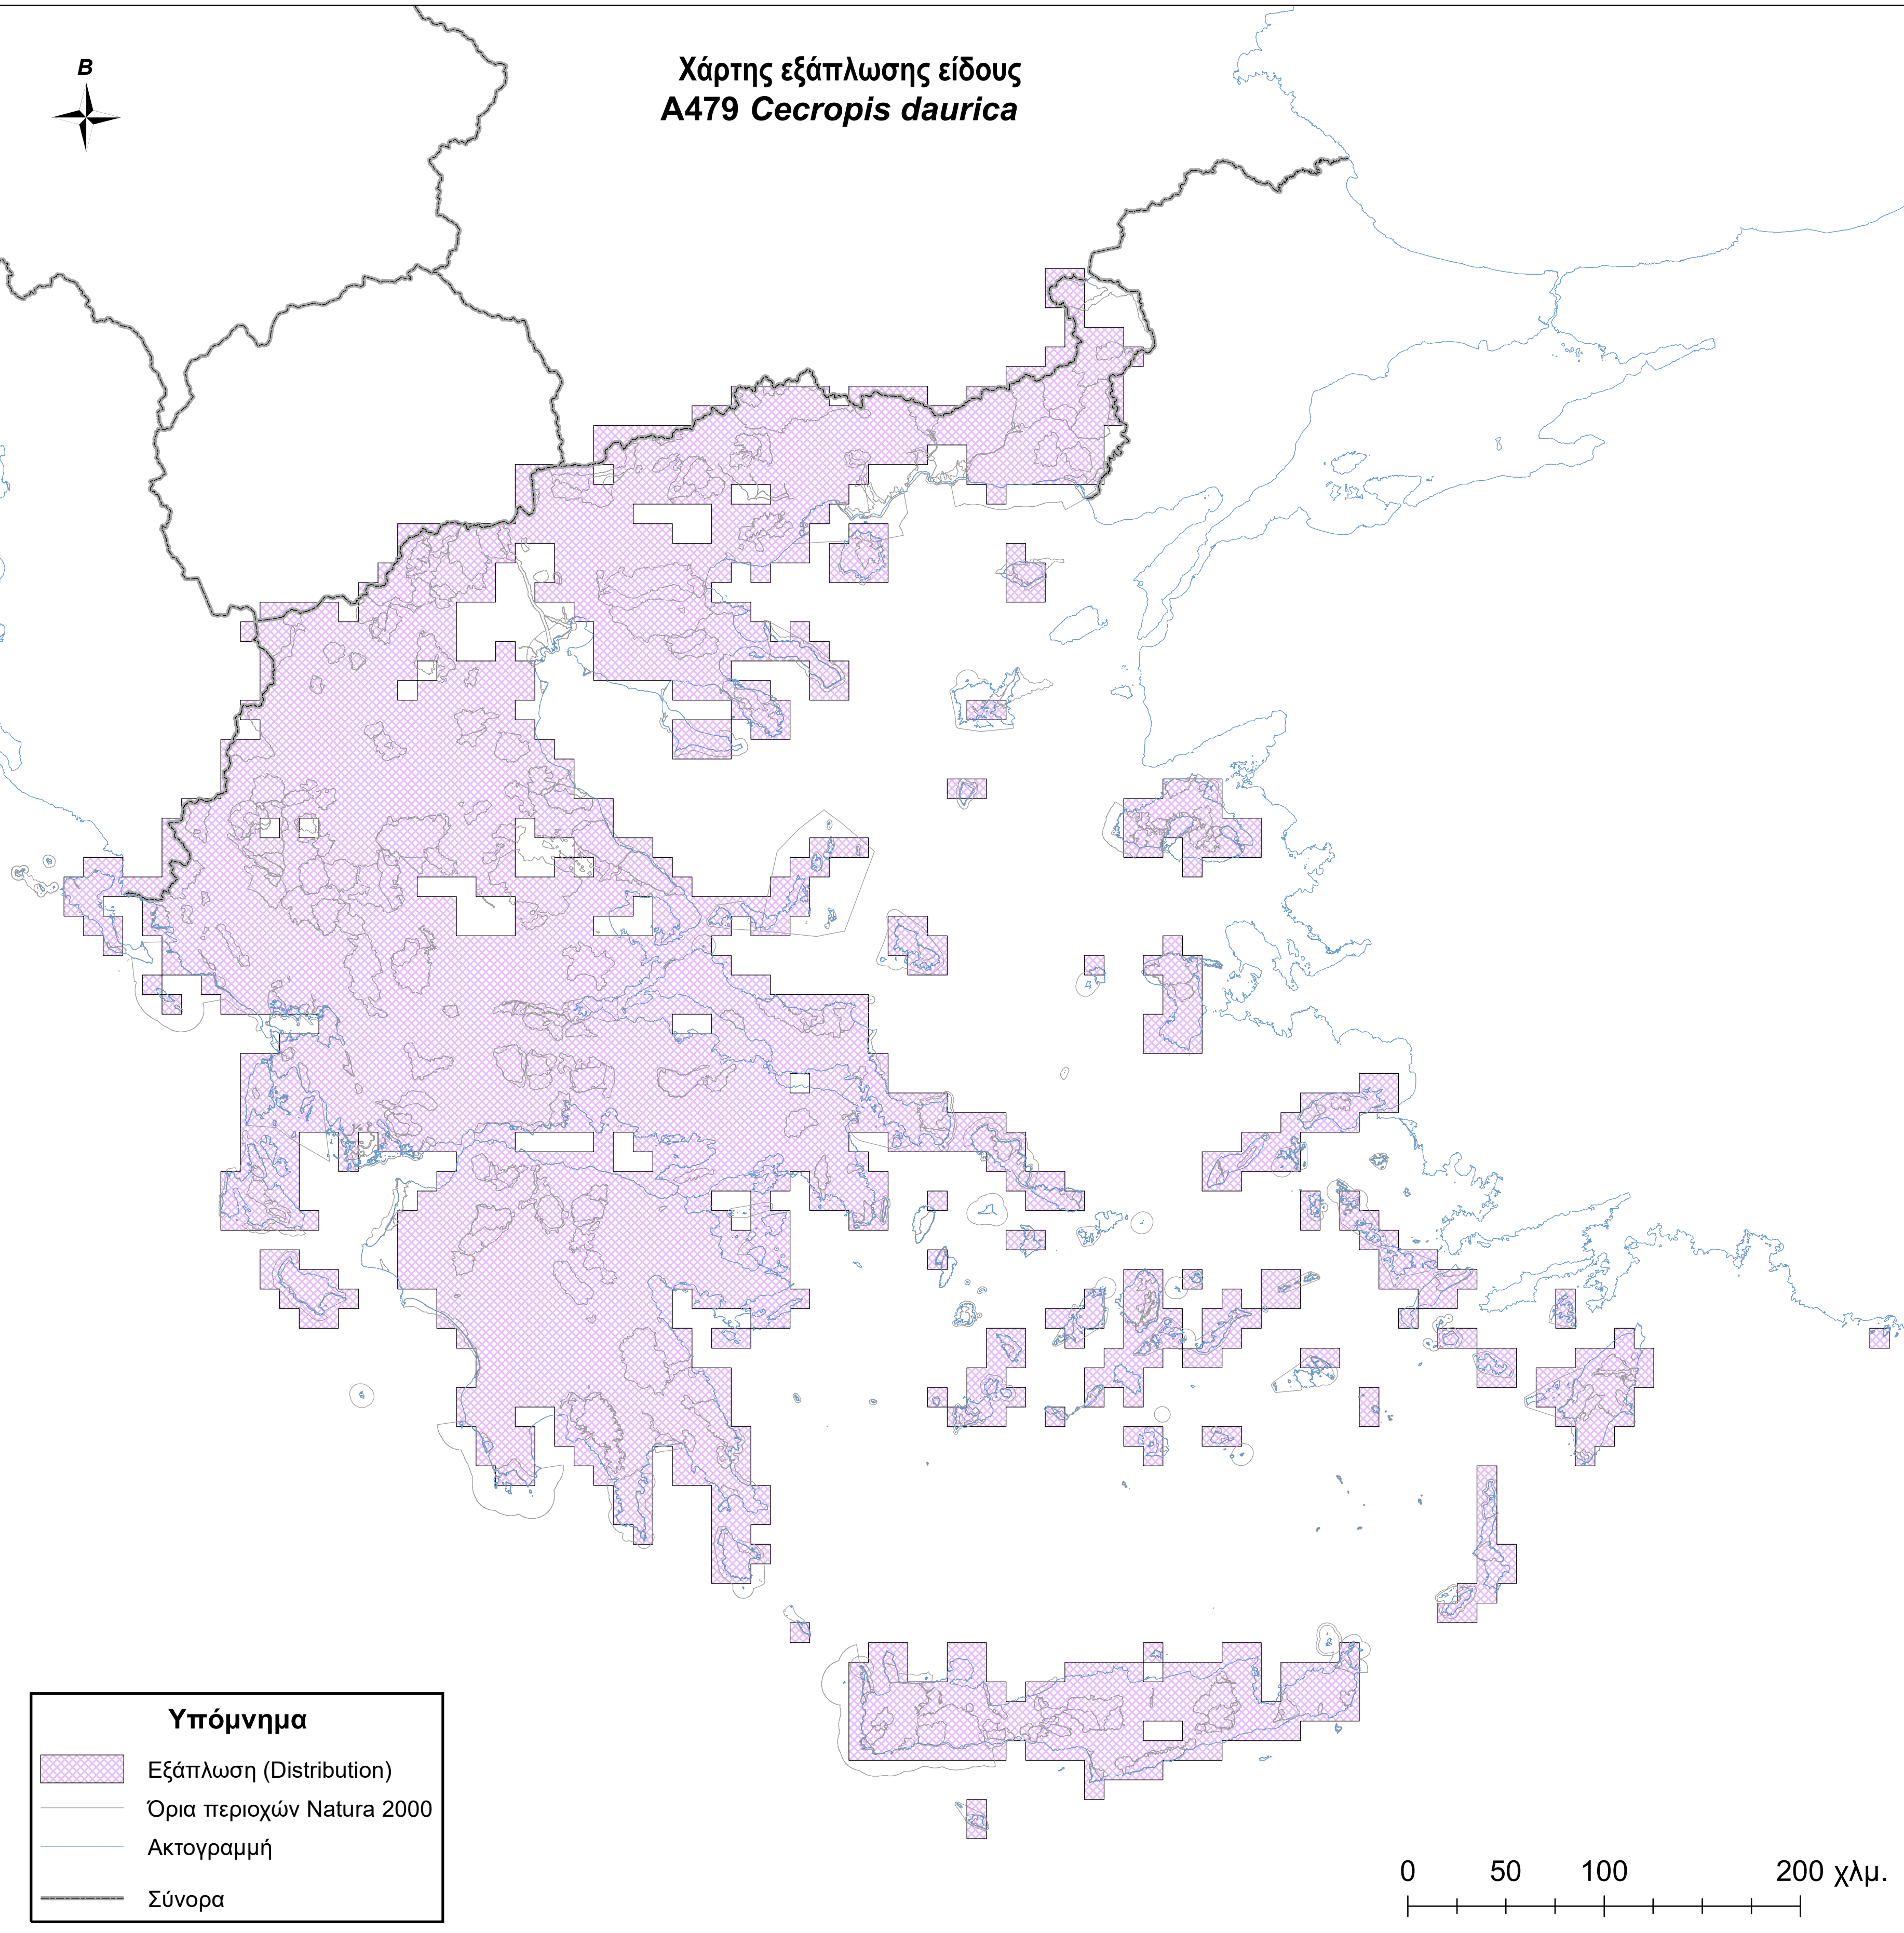 Β
Χάρτης εξάπλωσης είδους
A479 Cecropis daurica
Υπόμνημα
Εξάπλωση (Distribution)
Όρια περιοχών Natura 2000
Ακτογραμμή
Σύνορα
0 50 100 200 χλμ.